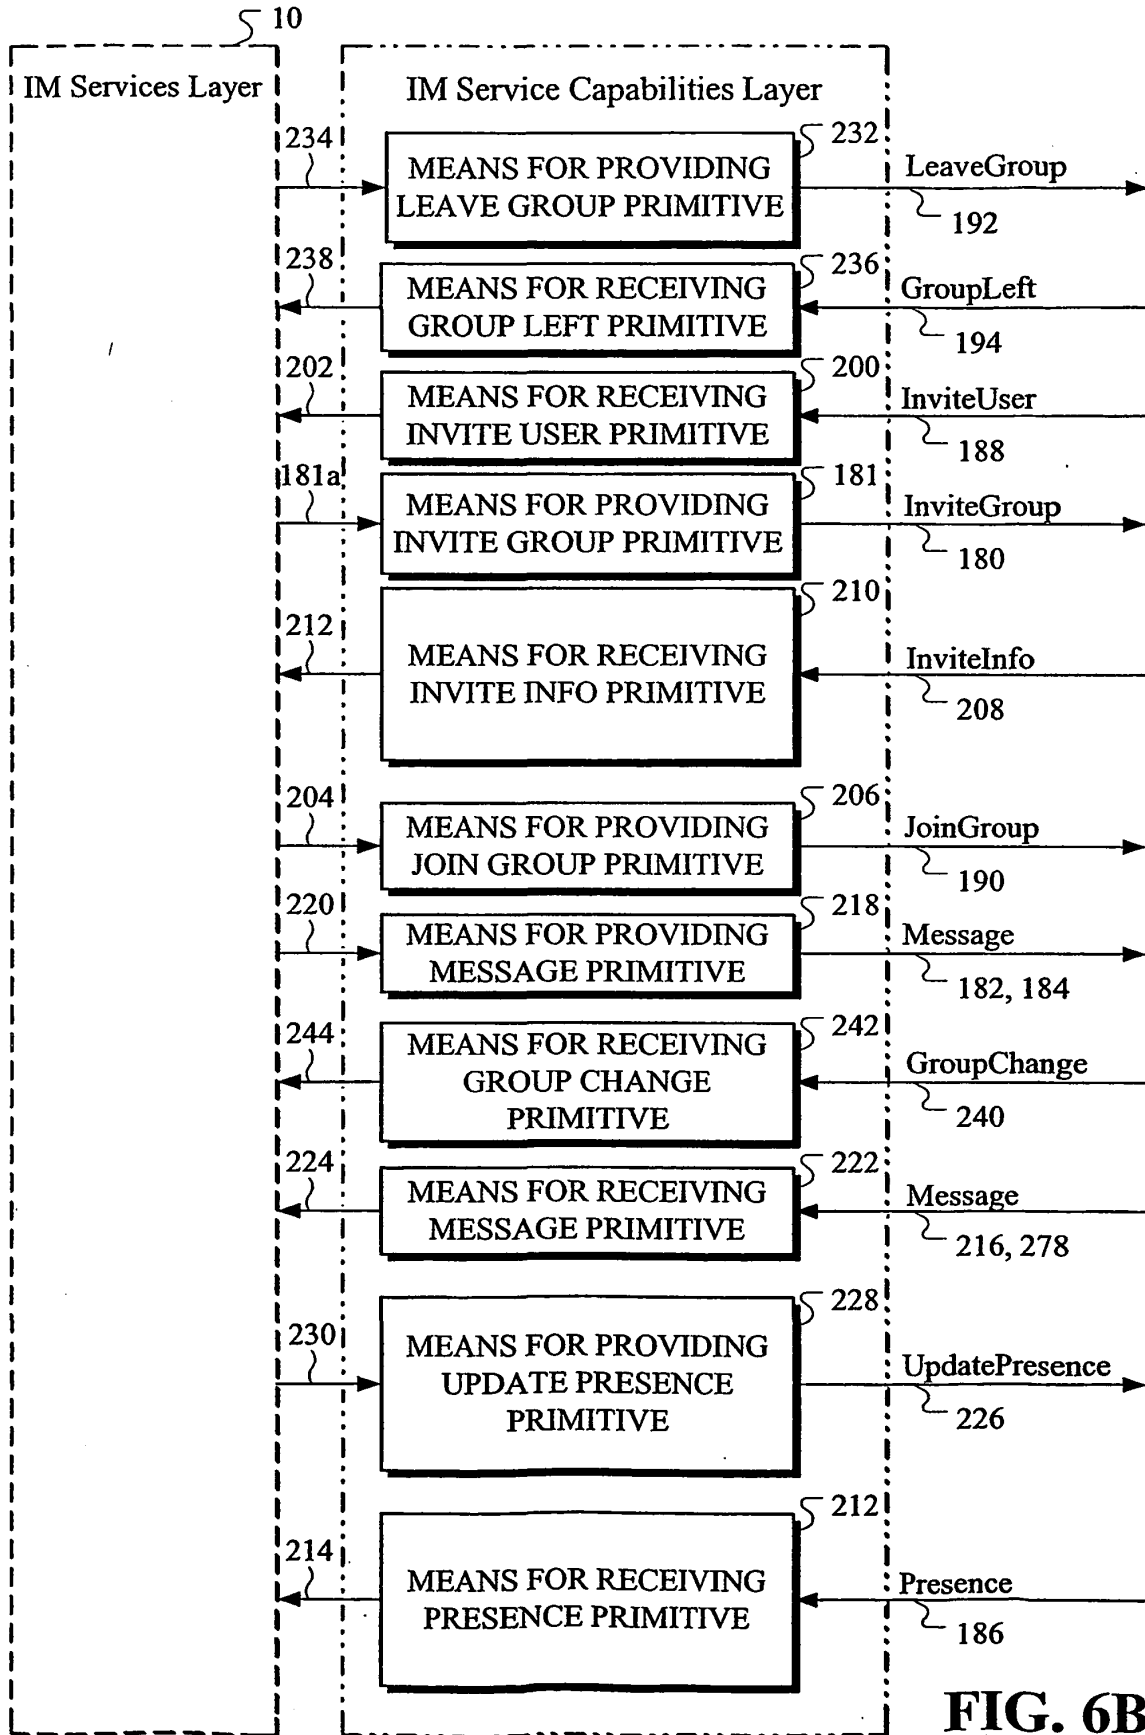 10
IM Services Layer
IM Service Capabilities Layer
234
MEANS FOR PROVIDING
LEAVE GROUP PRIMITIVE
232
LeaveGroup
192
238
MEANS FOR RECEIVING
GROUP LEFT PRIMITIVE
236
GroupLeft
194
202
MEANS FOR RECEIVING
INVITE USER PRIMITIVE
200
InviteUser
188
181a
MEANS FOR PROVIDING
INVITE GROUP PRIMITIVE
181
InviteGroup
180
212
MEANS FOR RECEIVING
INVITE INFO PRIMITIVE
210
InviteInfo
208
204
MEANS FOR PROVIDING
JOIN GROUP PRIMITIVE
206
JoinGroup
190
220
MEANS FOR PROVIDING
MESSAGE PRIMITIVE
218
Message
182, 184
244
MEANS FOR RECEIVING
GROUP CHANGE
PRIMITIVE
242
GroupChange
240
224
MEANS FOR RECEIVING
MESSAGE PRIMITIVE
222
Message
216, 278
230
MEANS FOR PROVIDING
UPDATE PRESENCE
PRIMITIVE
228
UpdatePresence
226
214
MEANS FOR RECEIVING
PRESENCE PRIMITIVE
212
Presence
186
FIG. 6B